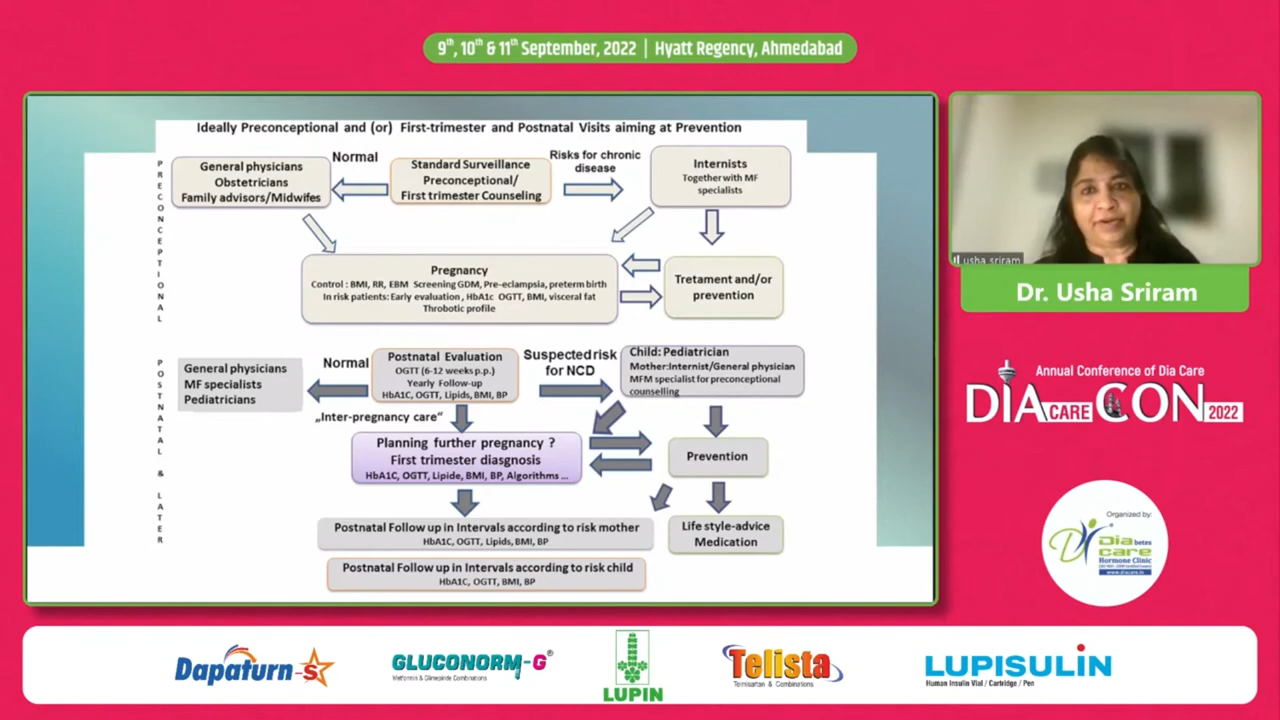 9th, 10th & 11th September, 2022 | Hyatt Regency, Ahmedabad
Ideally Preconceptional and (or) First-trimester and Postnatal Visits aiming at Prevention
PRECONCEPTIONAL
General physicians
Obstetricians
Family advisors/Midwifes
Normal
Standard Surveillance
Preconceptional/
First trimester Counseling
Risks for chronic
disease
Internists
Together with MF
specialists
Pregnancy
Control : BMI, RR, EBM Screening GDM, Pre-eclampsia, preterm birth
In risk patients: Early evaluation , HbA1c OGTT, BMI, visceral fat
Throbotic profile
Tretament and/or
prevention
POSTNATAL & LATER
General physicians
MF specialists
Pediatricians
Normal
Postnatal Evaluation
OGTT (6-12 weeks p.p.)
Yearly Follow-up
HbA1C, OGTT, Lipids, BMI, BP
Suspected risk
for NCD
Child: Pediatrician
Mother:Internist/General physician
MFM specialist for preconceptional
counselling
„Inter-pregnancy care“
Planning further pregnancy ?
First trimester diasgnosis
HbA1C, OGTT, Lipide, BMI, BP, Algorithms ...
Prevention
Postnatal Follow up in Intervals according to risk mother
HbA1C, OGTT, Lipids, BMI, BP
Life style-advice
Medication
Postnatal Follow up in Intervals according to risk child
HbA1C, OGTT, BMI, BP
usha sriram
Dr. Usha Sriram
Annual Conference of Dia Care
DIACARE CON 2022
Organized by:
Diabetes
care
Hormone Clinic
www.diacare.in
Dapaturn-S
GLUCONORM-G®
Metformin & Glimepiride Combinations
LUPIN
Telista
Telmisartan & Combinations
LUPISULIN
Human Insulin Vial / Cartridge / Pen